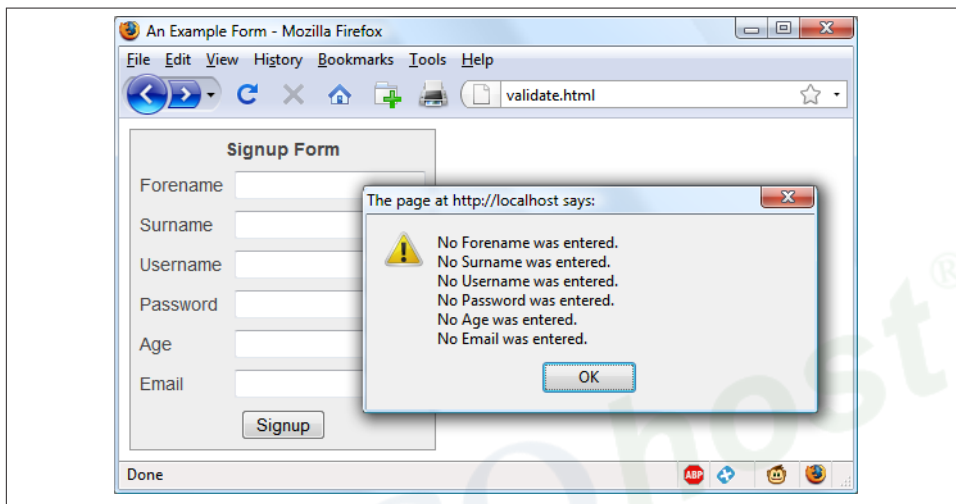 An Example Form - Mozilla Firefox
File Edit View History Bookmarks Tools Help
validate.html
Signup Form
Forename
Surname
Username
Password
Age
Email
Signup
The page at http://localhost says:
No Forename was entered.
No Surname was entered.
No Username was entered.
No Password was entered.
No Age was entered.
No Email was entered.
OK
Done
ABP
host®